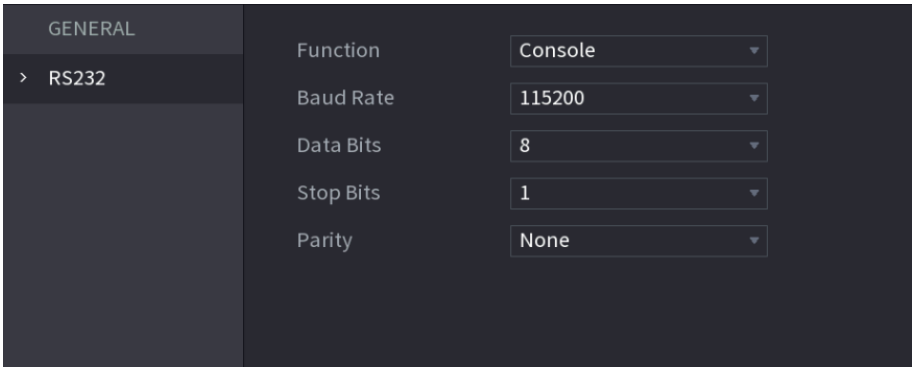 GENERAL
> RS232
Function Console
Baud Rate 115200
Data Bits 8
Stop Bits 1
Parity None